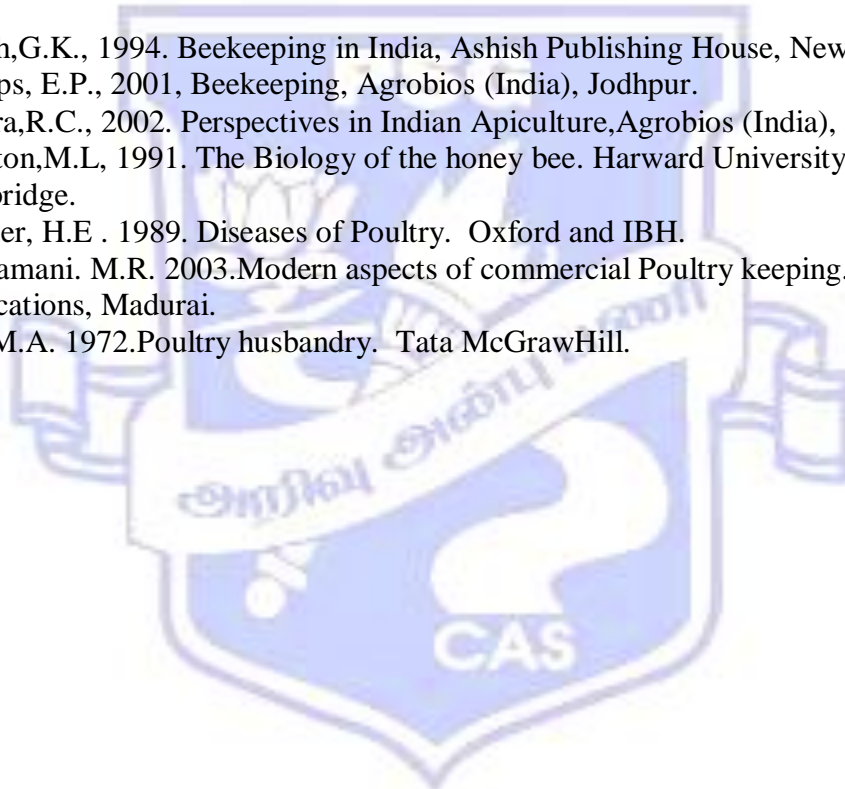 h,G.K., 1994. Beekeeping in India, Ashish Publishing House, New
ps, E.P., 2001, Beekeeping, Agrobios (India), Jodhpur.
ra,R.C., 2002. Perspectives in Indian Apiculture,Agrobios (India),
ton,M.L, 1991. The Biology of the honey bee. Harward University
bridge.
er, H.E . 1989. Diseases of Poultry. Oxford and IBH.
amani. M.R. 2003.Modern aspects of commercial Poultry keeping.
cations, Madurai.
M.A. 1972.Poultry husbandry. Tata McGrawHill.
அறிவு அன்பு
CAS